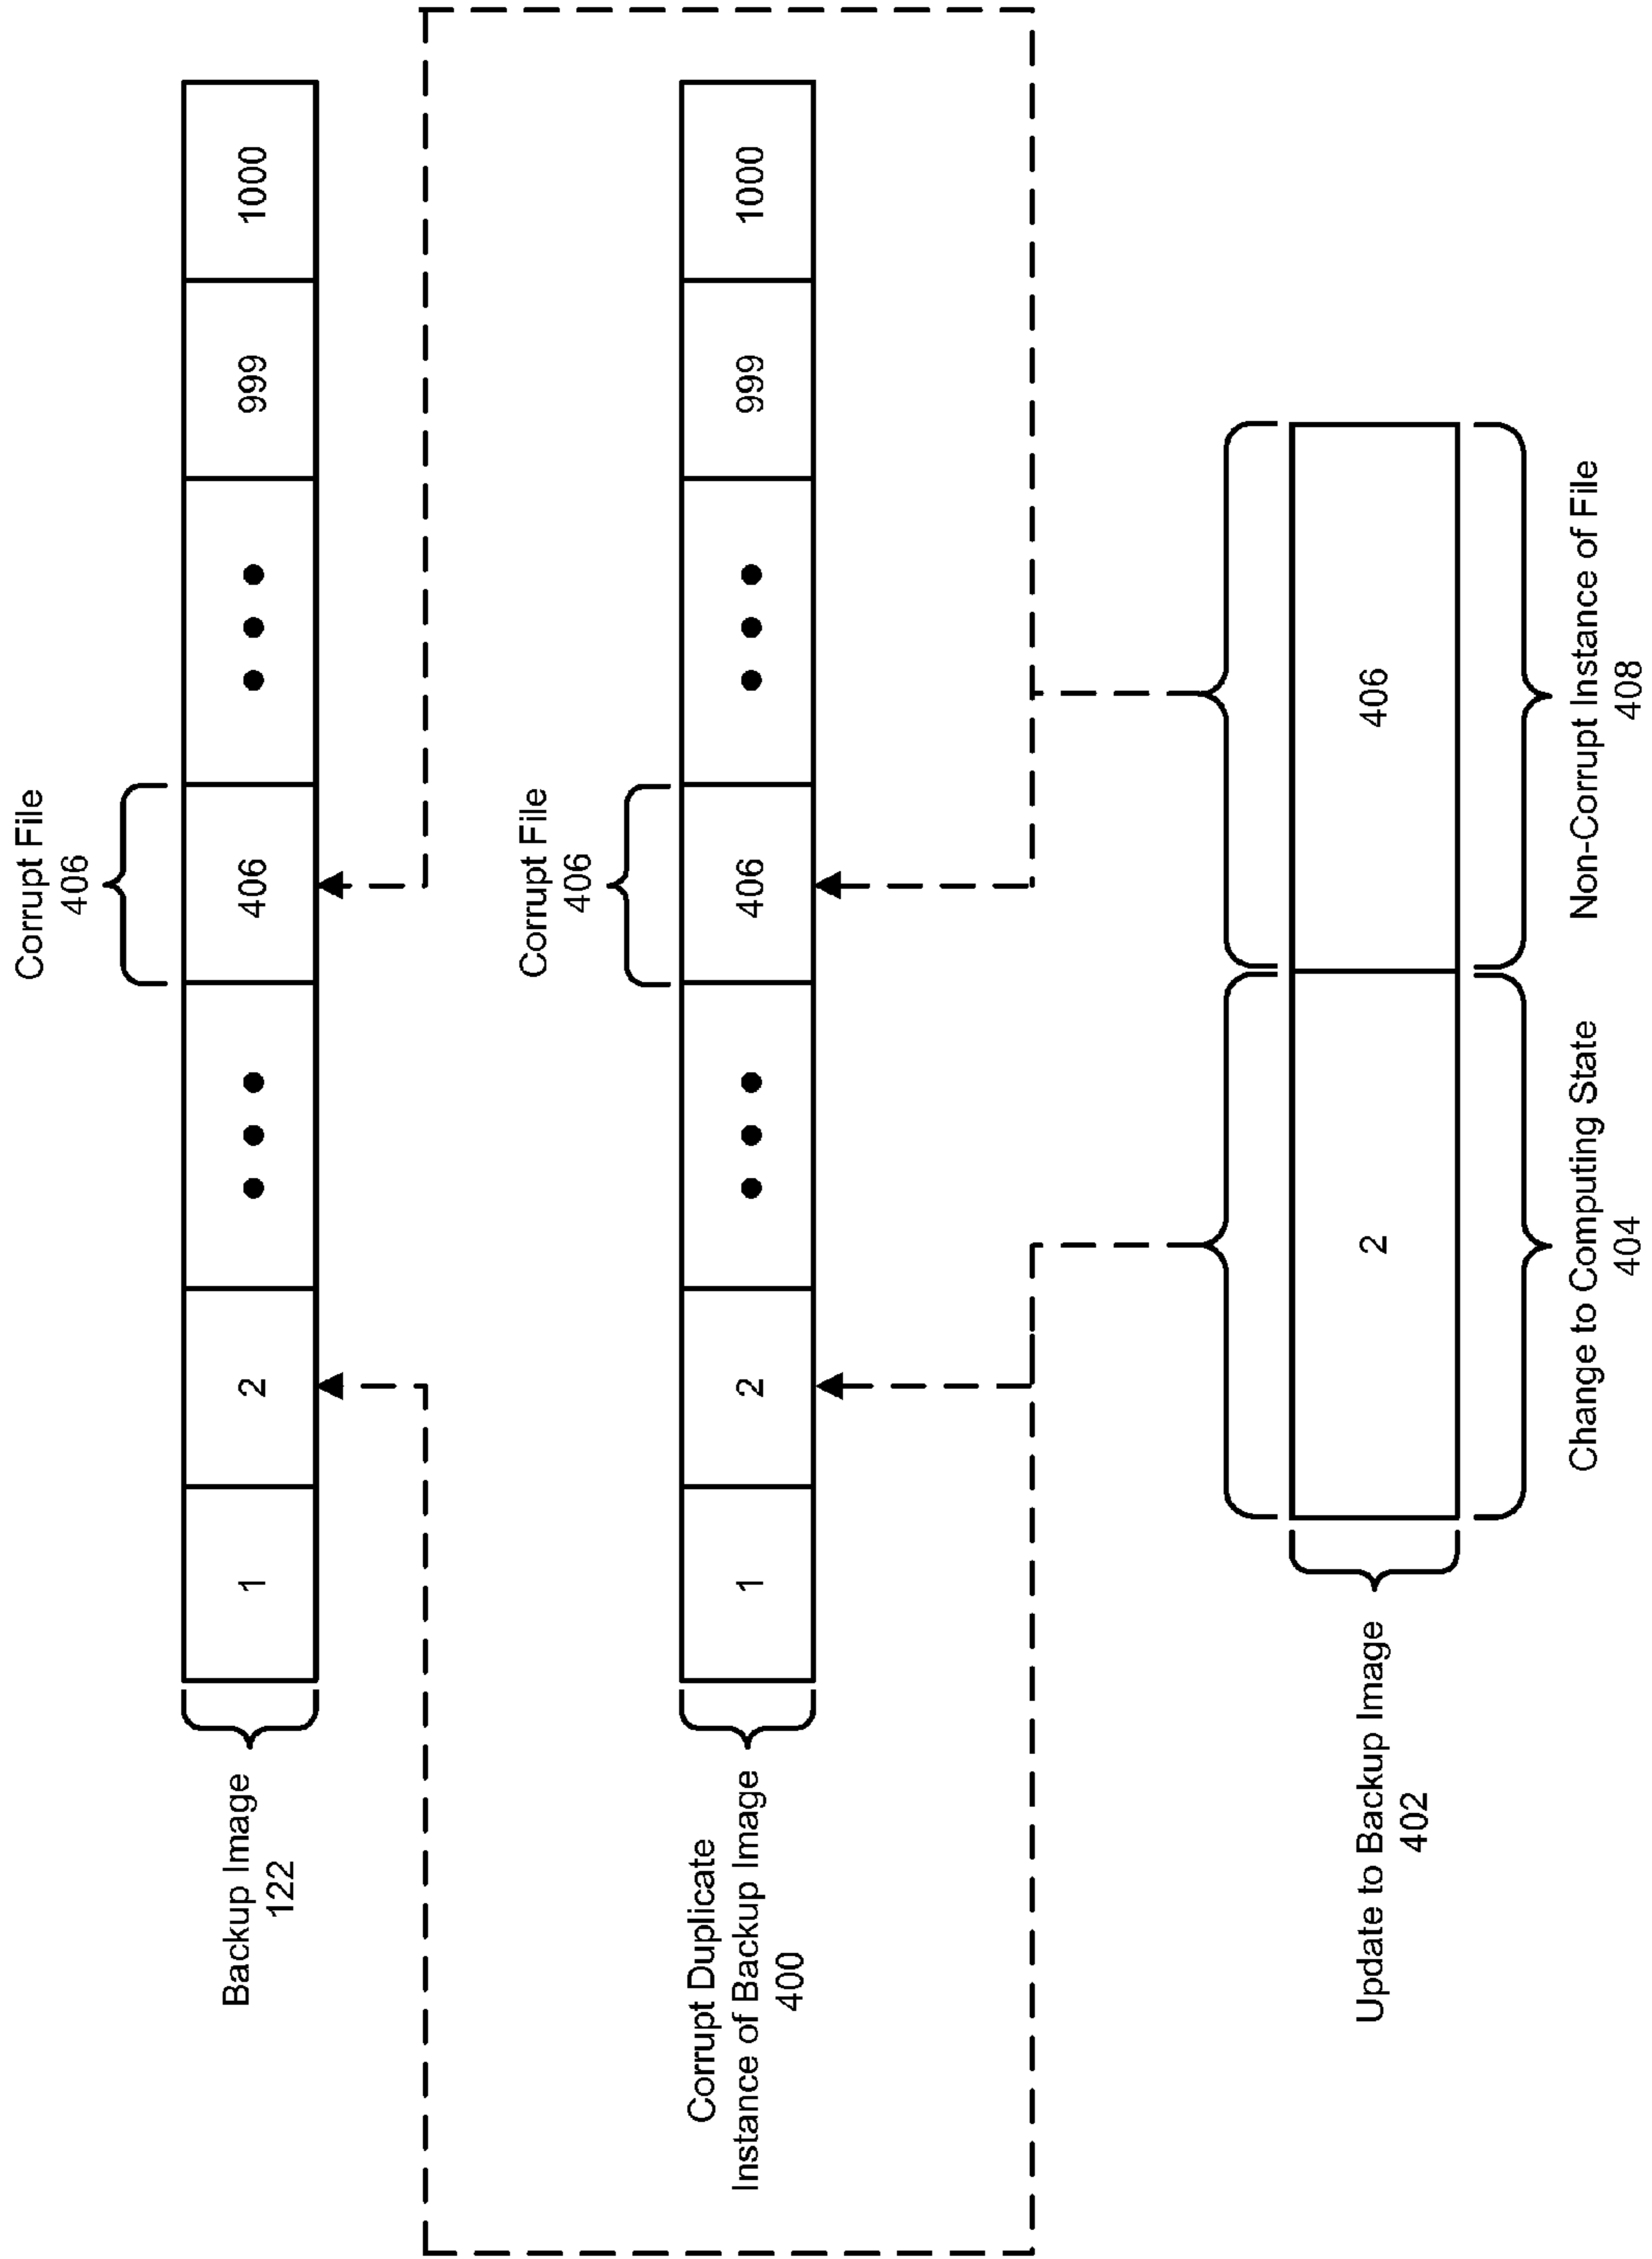 Corrupt File
406
Backup Image
122
1
2
406
999
1000
Corrupt File
406
Corrupt Duplicate
Instance of Backup Image
400
1
2
406
999
1000
Update to Backup Image
402
2
406
Change to Computing State
404
Non-Corrupt Instance of File
408